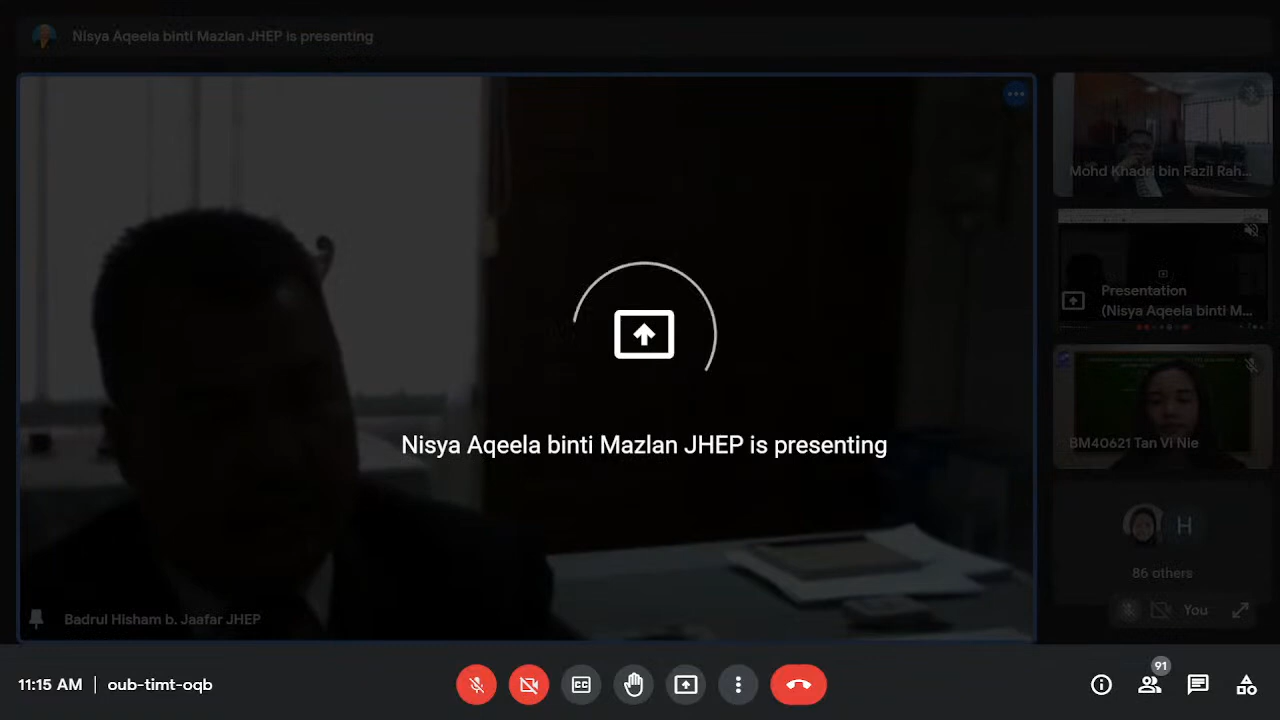 Nisya Aqeela binti Mazlan JHEP is presenting
Mohd Khadri bin Fazil Rah...
Presentation
(Nisya Aqeela binti M...
Nisya Aqeela binti Mazlan JHEP is presenting
BM40621 Tan Vi Nie
H
86 others
You
Badrul Hisham b. Jaafar JHEP
11:15 AM | oub-timt-oqb
CC
91